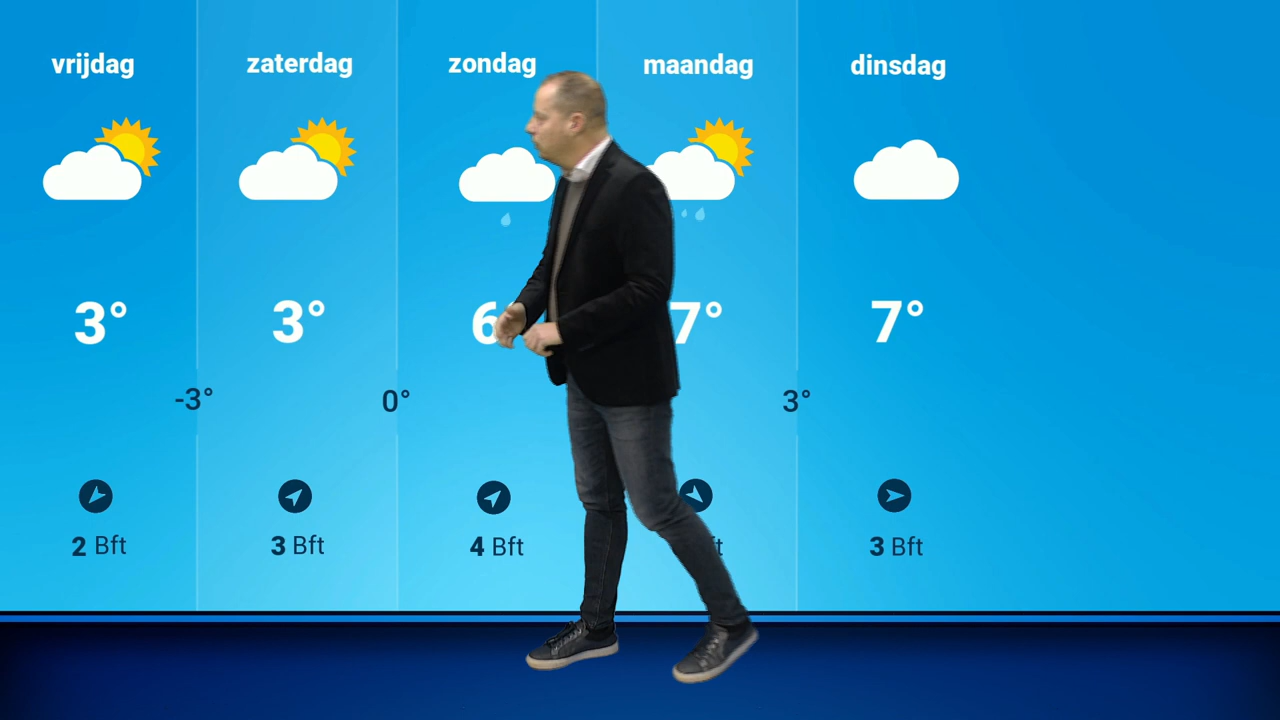 vrijdag
zaterdag
zondag
maandag
dinsdag
3°
3°
6
7°
7°
-3°
0°
3°
2 Bft
3 Bft
4 Bft
3 Bft